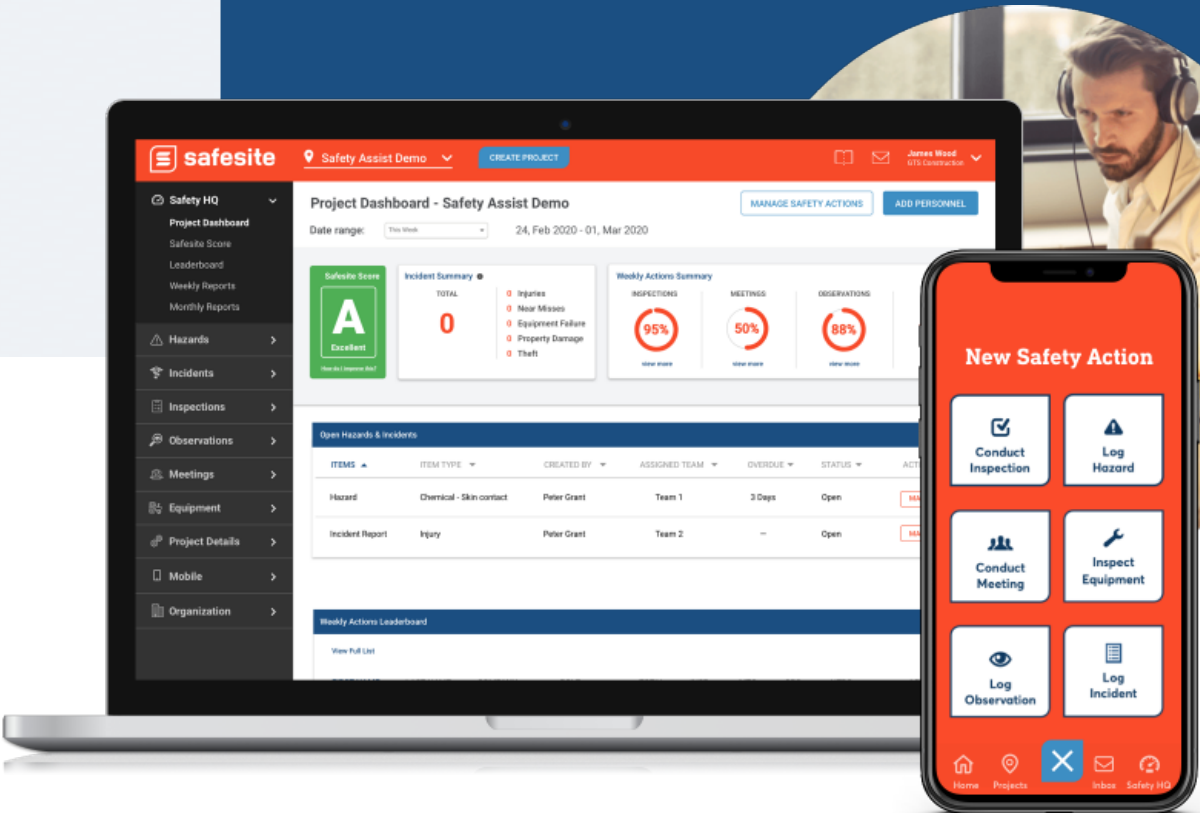 safesite
Safety Assist Demo
CREATE PROJECT
James Wood
GTS Construction
Safety HQ
Project Dashboard
Safesite Score
Leaderboard
Weekly Reports
Monthly Reports
Hazards
Incidents
Inspections
Observations
Meetings
Equipment
Project Details
Mobile
Organization
Project Dashboard - Safety Assist Demo
MANAGE SAFETY ACTIONS
ADD PERSONNEL
Date range:
This Week
24, Feb 2020 - 01, Mar 2020
Safesite Score
A
Excellent
How do I improve this?
Incident Summary
TOTAL
0
0 Injuries
0 Near Misses
0 Equipment Failure
0 Property Damage
0 Theft
Weekly Actions Summary
INSPECTIONS
95%
view more
MEETINGS
50%
view more
OBSERVATIONS
88%
view more
Open Hazards & Incidents
ITEMS ITEM TYPE CREATED BY ASSIGNED TEAM OVERDUE STATUS ACTI
Hazard Chemical - Skin contact Peter Grant Team 1 3 Days Open MA
Incident Report Injury Peter Grant Team 2 — Open MA
Weekly Actions Leaderboard
View Full List
New Safety Action
Conduct
Inspection
Log
Hazard
Conduct
Meeting
Inspect
Equipment
Log
Observation
Log
Incident
Home
Projects
Inbox
Safety HQ